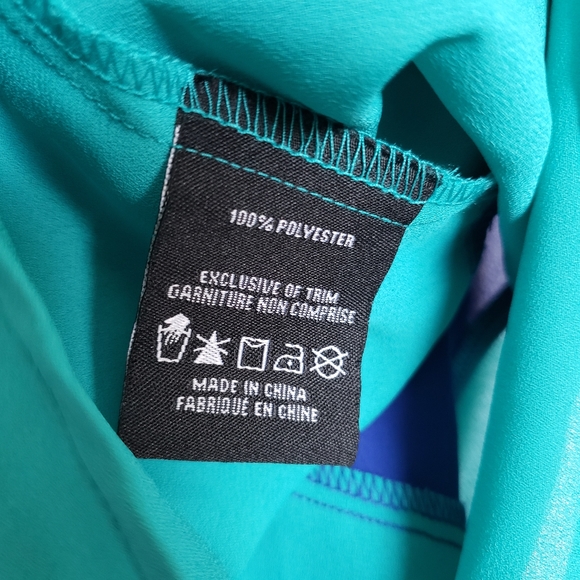 100% POLYESTER
EXCLUSIVE OF TRIM
GARNITURE NON COMPRISE
MADE IN CHINA
FABRIQUÉ EN CHINE